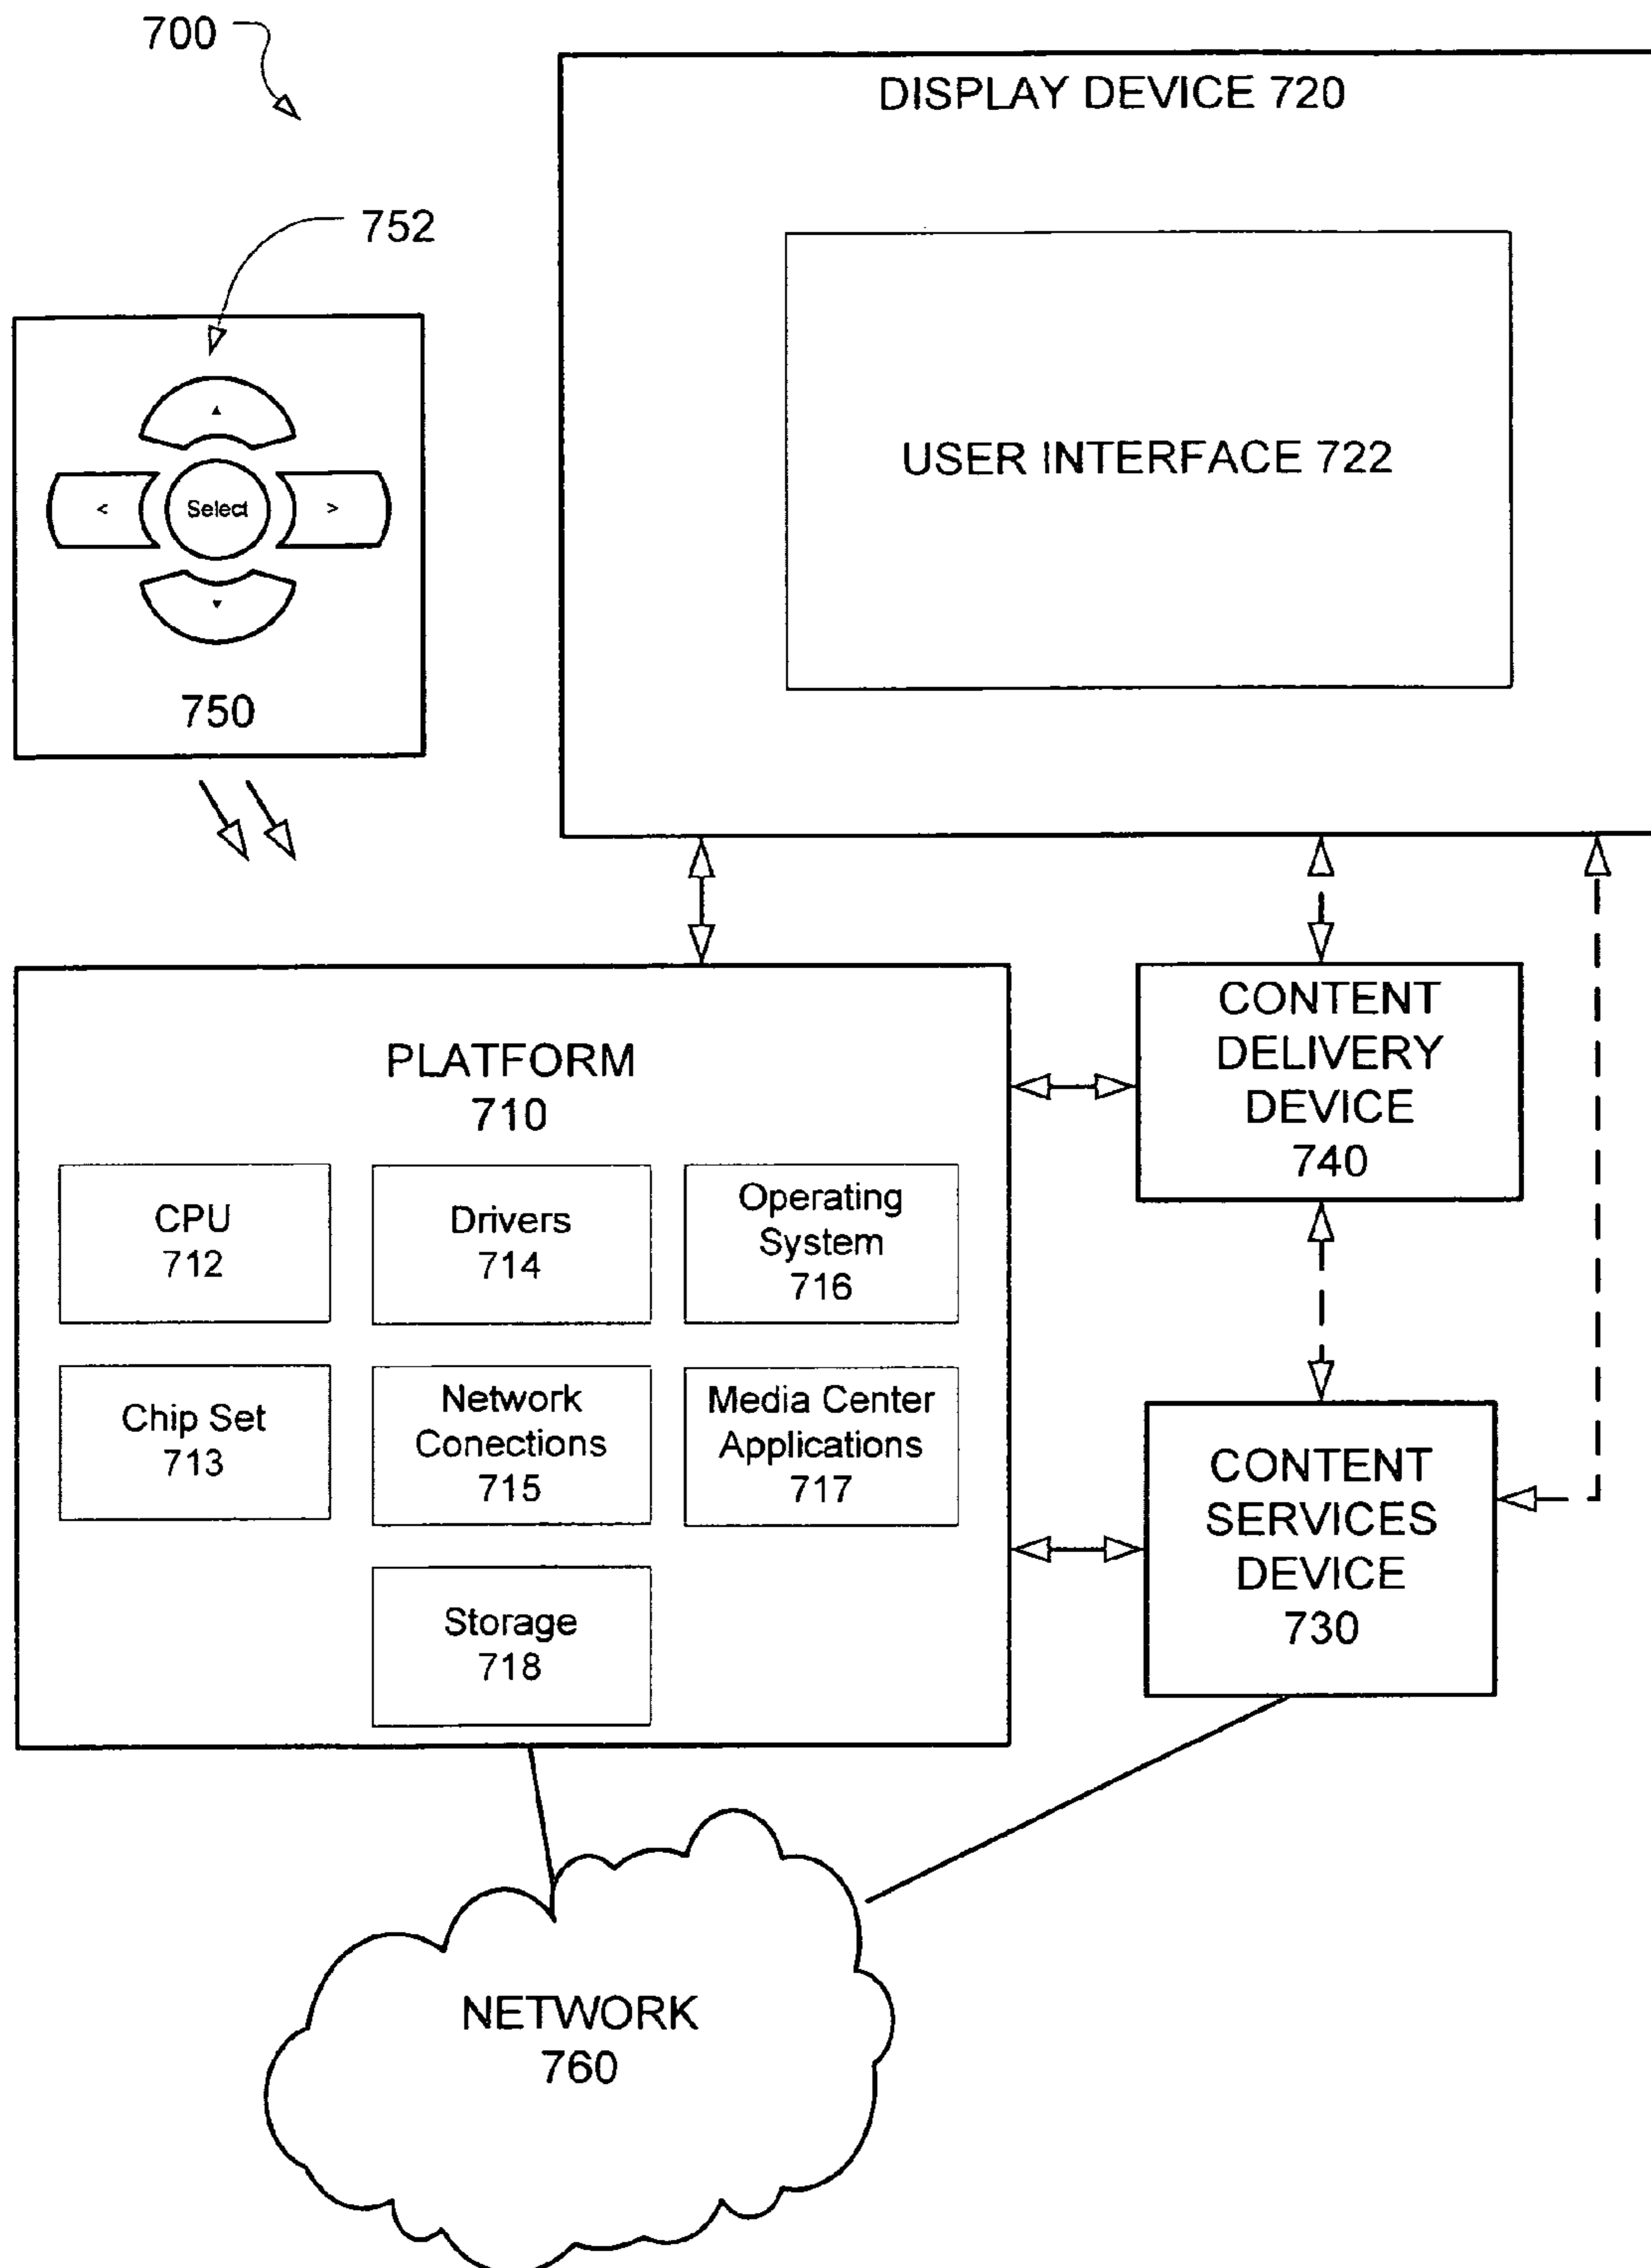 700
DISPLAY DEVICE 720
752
USER INTERFACE 722
▲
< Select >
▼
750
PLATFORM
710
CPU
712
Drivers
714
Operating
System
716
Chip Set
713
Network
Conections
715
Media Center
Applications
717
Storage
718
CONTENT
DELIVERY
DEVICE
740
CONTENT
SERVICES
DEVICE
730
NETWORK
760